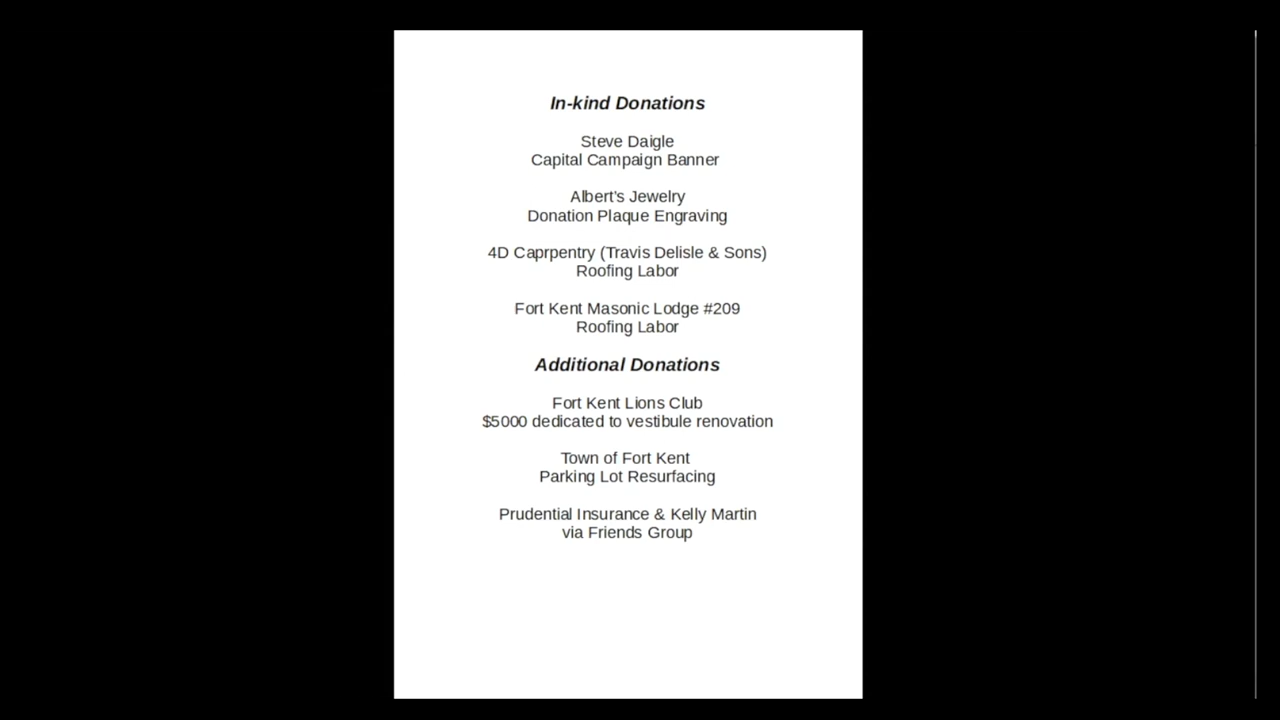 In-kind Donations
Steve Daigle
Capital Campaign Banner
Albert's Jewelry
Donation Plaque Engraving
4D Caprpentry (Travis Delisle & Sons)
Roofing Labor
Fort Kent Masonic Lodge #209
Roofing Labor
Additional Donations
Fort Kent Lions Club
$5000 dedicated to vestibule renovation
Town of Fort Kent
Parking Lot Resurfacing
Prudential Insurance & Kelly Martin
via Friends Group